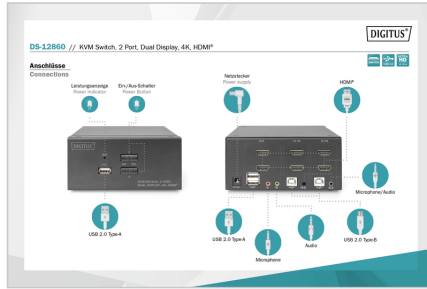 DIGITUS®
DS-12860 // KVM Switch, 2 Port, Dual Display, 4K, HDMI®
Anschlüsse
Connections
Leistungsanzeige
Power indicator
Ein-/Aus-Schalter
Power Button
Netzstecker
Power supply
HDMI®
DIGITUS
USB 2.0 Type-A
USB 2.0 Type-A
Microphone
Audio
USB 2.0 Type-B
Microphone/Audio